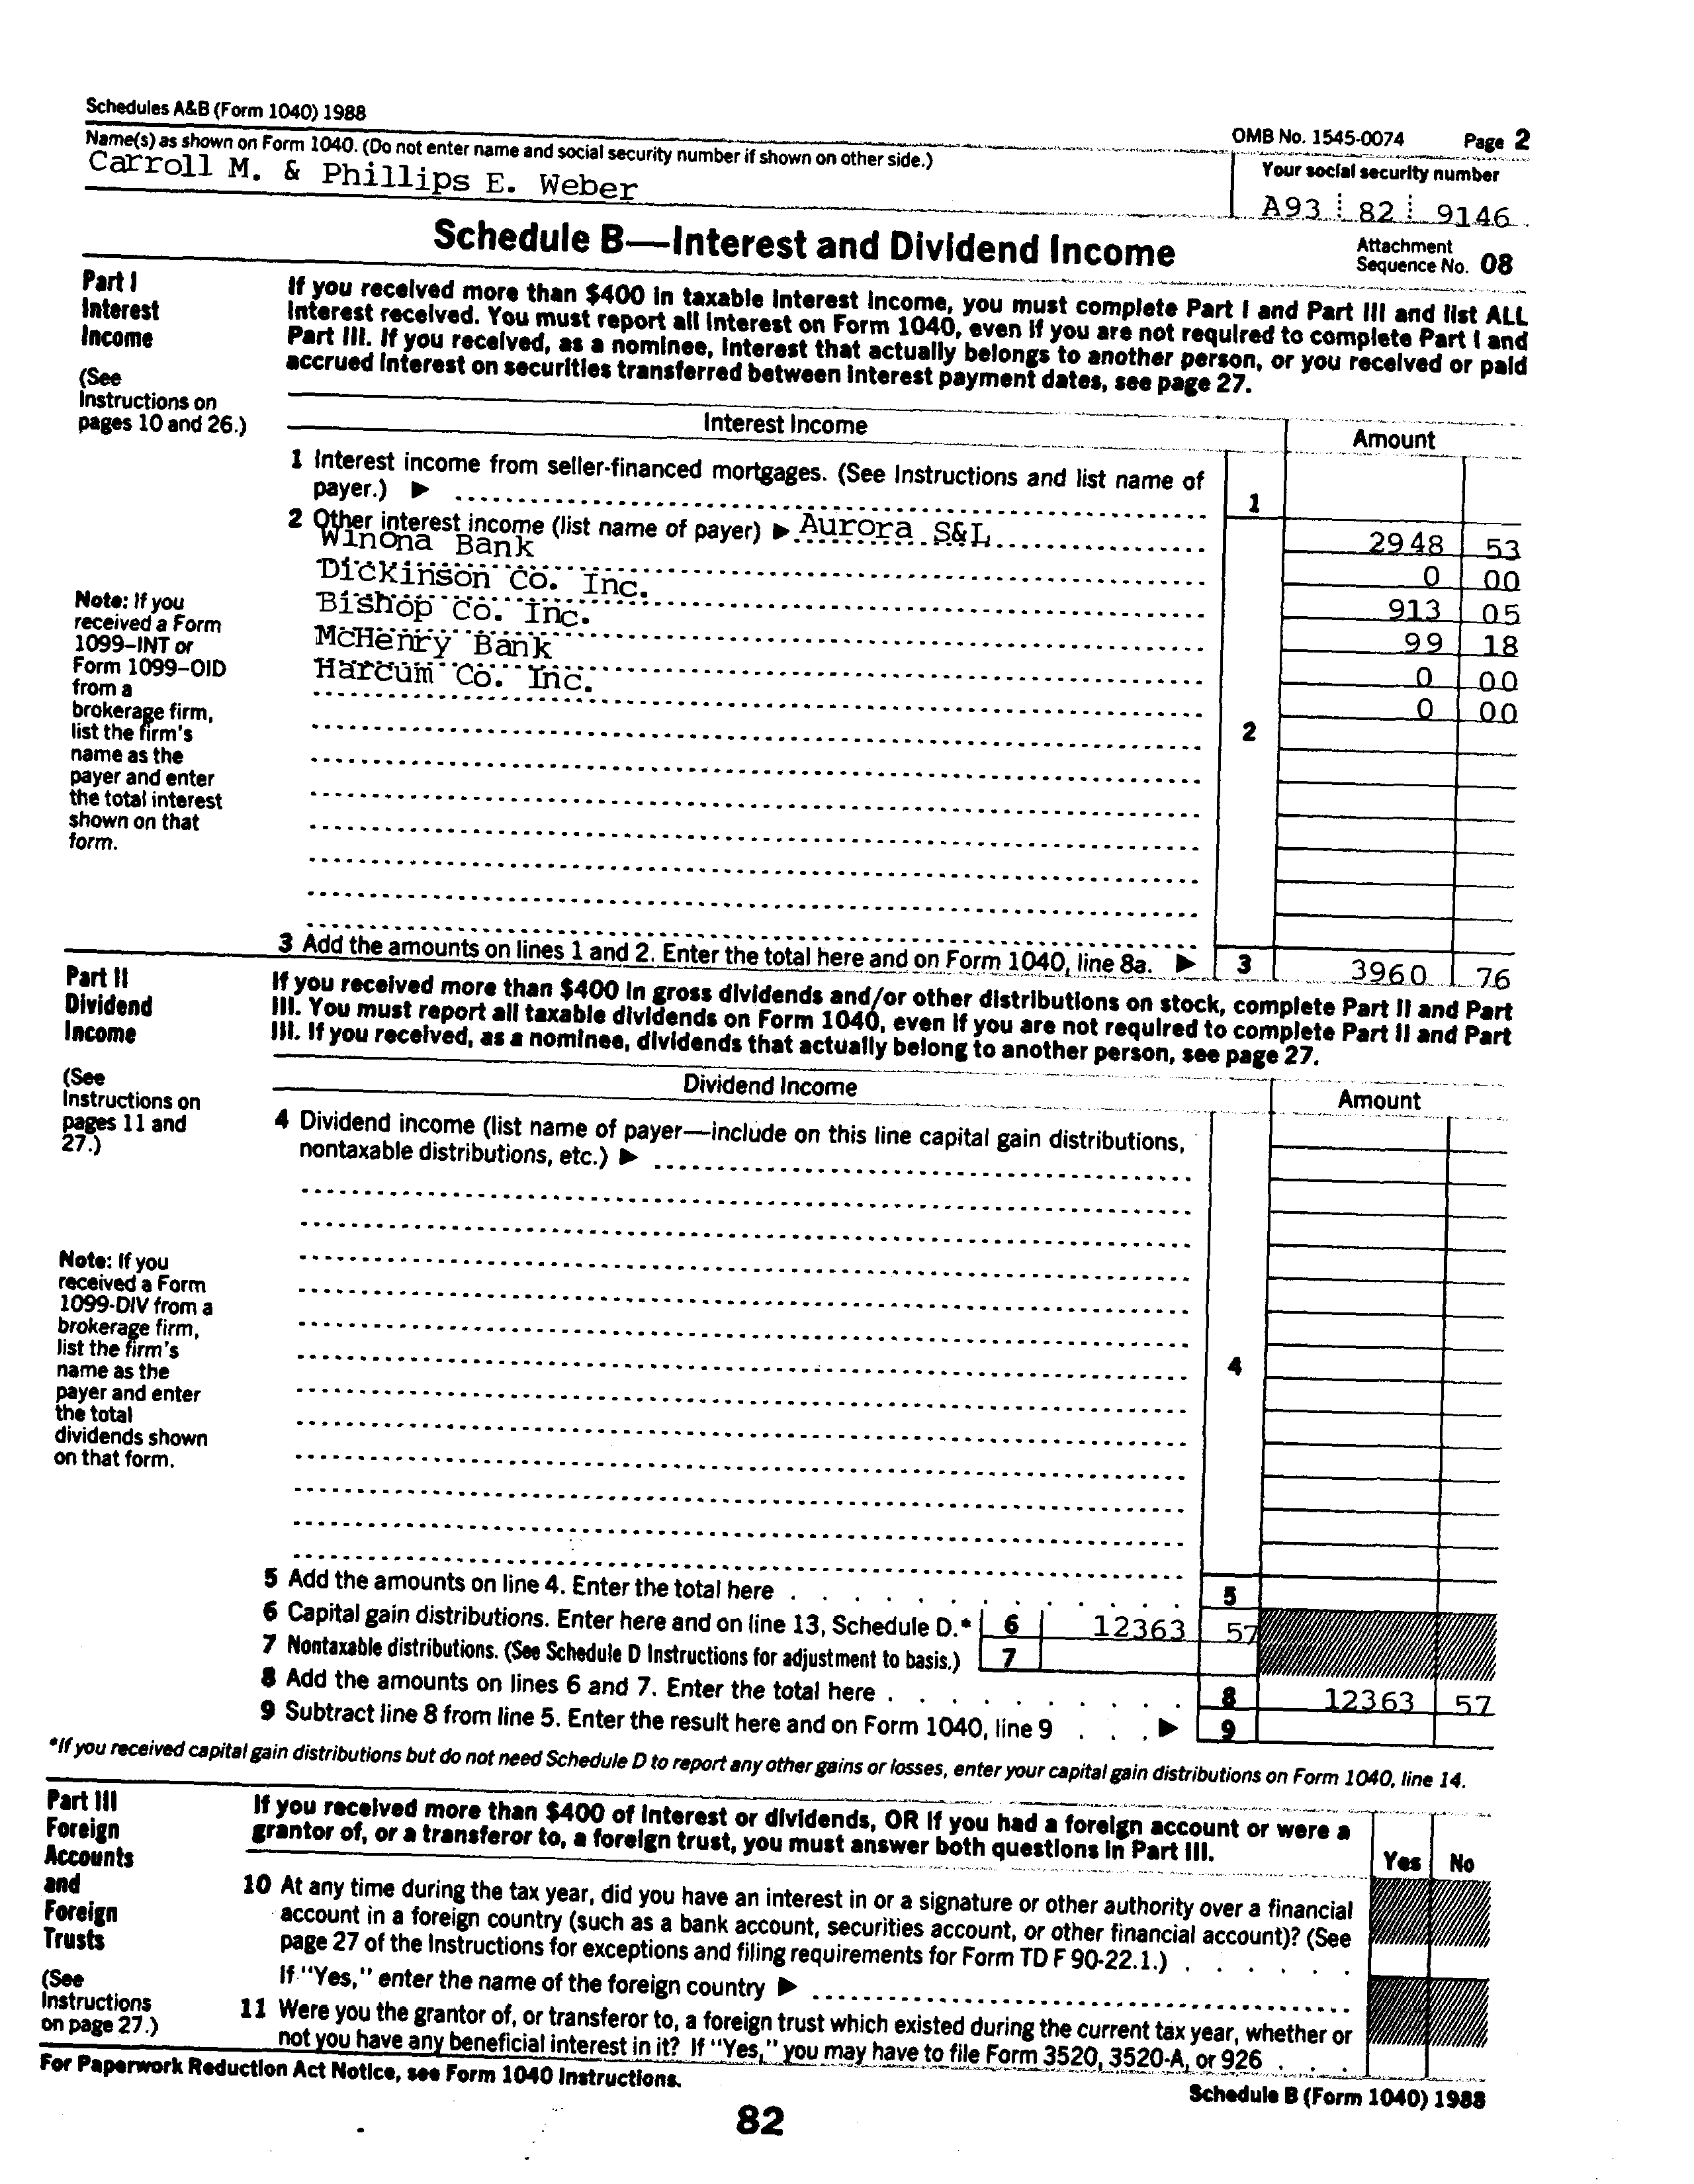 Schedules A&B (Form 1040) 1988
OMB No. 1545-0074 Page 2
Name(s) as shown on Form 1040. (Do not enter name and social security number if shown on other side.)
Your social security number
Carroll M. & Phillips E. Weber
A93 82 9146
Schedule B—Interest and Dividend Income
Attachment
Sequence No. 08
Part I
Interest
Income
(See
Instructions on
pages 10 and 26.)
If you received more than $400 in taxable interest income, you must complete Part I and Part III and list ALL
interest received. You must report all interest on Form 1040, even if you are not required to complete Part I and
Part III. If you received, as a nominee, interest that actually belongs to another person, or you received or paid
accrued interest on securities transferred between interest payment dates, see page 27.
Interest Income Amount
1 Interest income from seller-financed mortgages. (See Instructions and list name of
payer.) ▶ 1
2 Other interest income (list name of payer) ▶ Aurora S&L 2948 53
Winona Bank 0 00
Dickinson Co. Inc. 913 05
Bishop Co. Inc. 99 18
McHenry Bank 0 00
Harcum Co. Inc. 0 00
2
Note: If you
received a Form
1099–INT or
Form 1099–OID
from a
brokerage firm,
list the firm's
name as the
payer and enter
the total interest
shown on that
form.
3 Add the amounts on lines 1 and 2. Enter the total here and on Form 1040, line 8a. ▶ 3 3960 76
Part II
Dividend
Income
(See
Instructions on
pages 11 and
27.)
If you received more than $400 in gross dividends and/or other distributions on stock, complete Part II and Part
III. You must report all taxable dividends on Form 1040, even if you are not required to complete Part II and Part
III. If you received, as a nominee, dividends that actually belong to another person, see page 27.
Dividend Income Amount
4 Dividend income (list name of payer—include on this line capital gain distributions,
nontaxable distributions, etc.) ▶
4
Note: If you
received a Form
1099-DIV from a
brokerage firm,
list the firm's
name as the
payer and enter
the total
dividends shown
on that form.
5 Add the amounts on line 4. Enter the total here 5
6 Capital gain distributions. Enter here and on line 13, Schedule D.* 6 12363 57
7 Nontaxable distributions. (See Schedule D Instructions for adjustment to basis.) 7
8 Add the amounts on lines 6 and 7. Enter the total here 8 12363 57
9 Subtract line 8 from line 5. Enter the result here and on Form 1040, line 9 ▶ 9
*If you received capital gain distributions but do not need Schedule D to report any other gains or losses, enter your capital gain distributions on Form 1040, line 14.
Part III
Foreign
Accounts
and
Foreign
Trusts
(See
Instructions
on page 27.)
If you received more than $400 of interest or dividends, OR if you had a foreign account or were a
grantor of, or a transferor to, a foreign trust, you must answer both questions in Part III.
Yes No
10 At any time during the tax year, did you have an interest in or a signature or other authority over a financial
account in a foreign country (such as a bank account, securities account, or other financial account)? (See
page 27 of the Instructions for exceptions and filing requirements for Form TD F 90-22.1.)
If "Yes," enter the name of the foreign country ▶
11 Were you the grantor of, or transferor to, a foreign trust which existed during the current tax year, whether or
not you have any beneficial interest in it? If "Yes," you may have to file Form 3520, 3520-A, or 926
For Paperwork Reduction Act Notice, see Form 1040 Instructions.
Schedule B (Form 1040) 1988
82